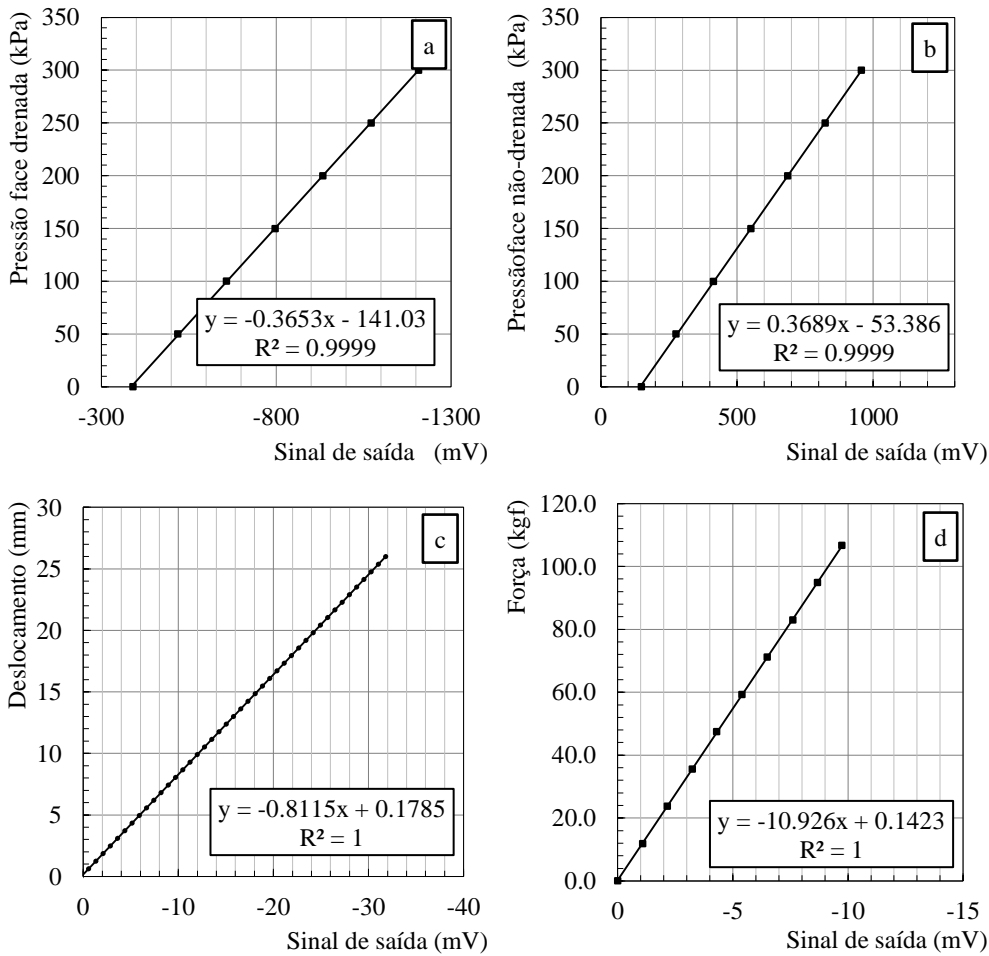 a
Pressão face drenada (kPa)
350
300
250
200
150
100
50
0
y = -0.3653x - 141.03
R² = 0.9999
-300 -800 -1300
Sinal de saída (mV)
b
Pressãoface não-drenada (kPa)
350
300
250
200
150
100
50
0
y = 0.3689x - 53.386
R² = 0.9999
0 500 1000
Sinal de saída (mV)
c
Deslocamento (mm)
30
25
20
15
10
5
0
y = -0.8115x + 0.1785
R² = 1
0 -10 -20 -30 -40
Sinal de saída (mV)
d
Força (kgf)
120.0
100.0
80.0
60.0
40.0
20.0
0.0
y = -10.926x + 0.1423
R² = 1
0 -5 -10 -15
Sinal de saída (mV)